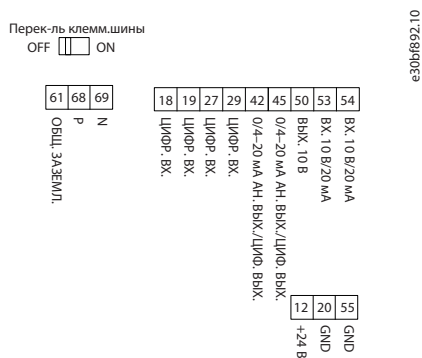 Перек-ль клемм.шины
OFF ON
61 68 69
ОБЩ. ЗАЗЕМЛ.
P
N
18 19 27 29 42 45 50 53 54
ЦИФР. ВХ.
ЦИФР. ВХ.
ЦИФР. ВХ.
ЦИФР. ВХ.
0/4–20 мА АН. ВЫХ./ЦИФ. ВЫХ.
0/4–20 мА АН. ВЫХ./ЦИФ. ВЫХ.
ВЫХ. 10 В
ВХ. 10 В/20 мА
ВХ. 10 В/20 мА
12 20 55
+24 В
GND
GND
e30bf892.10